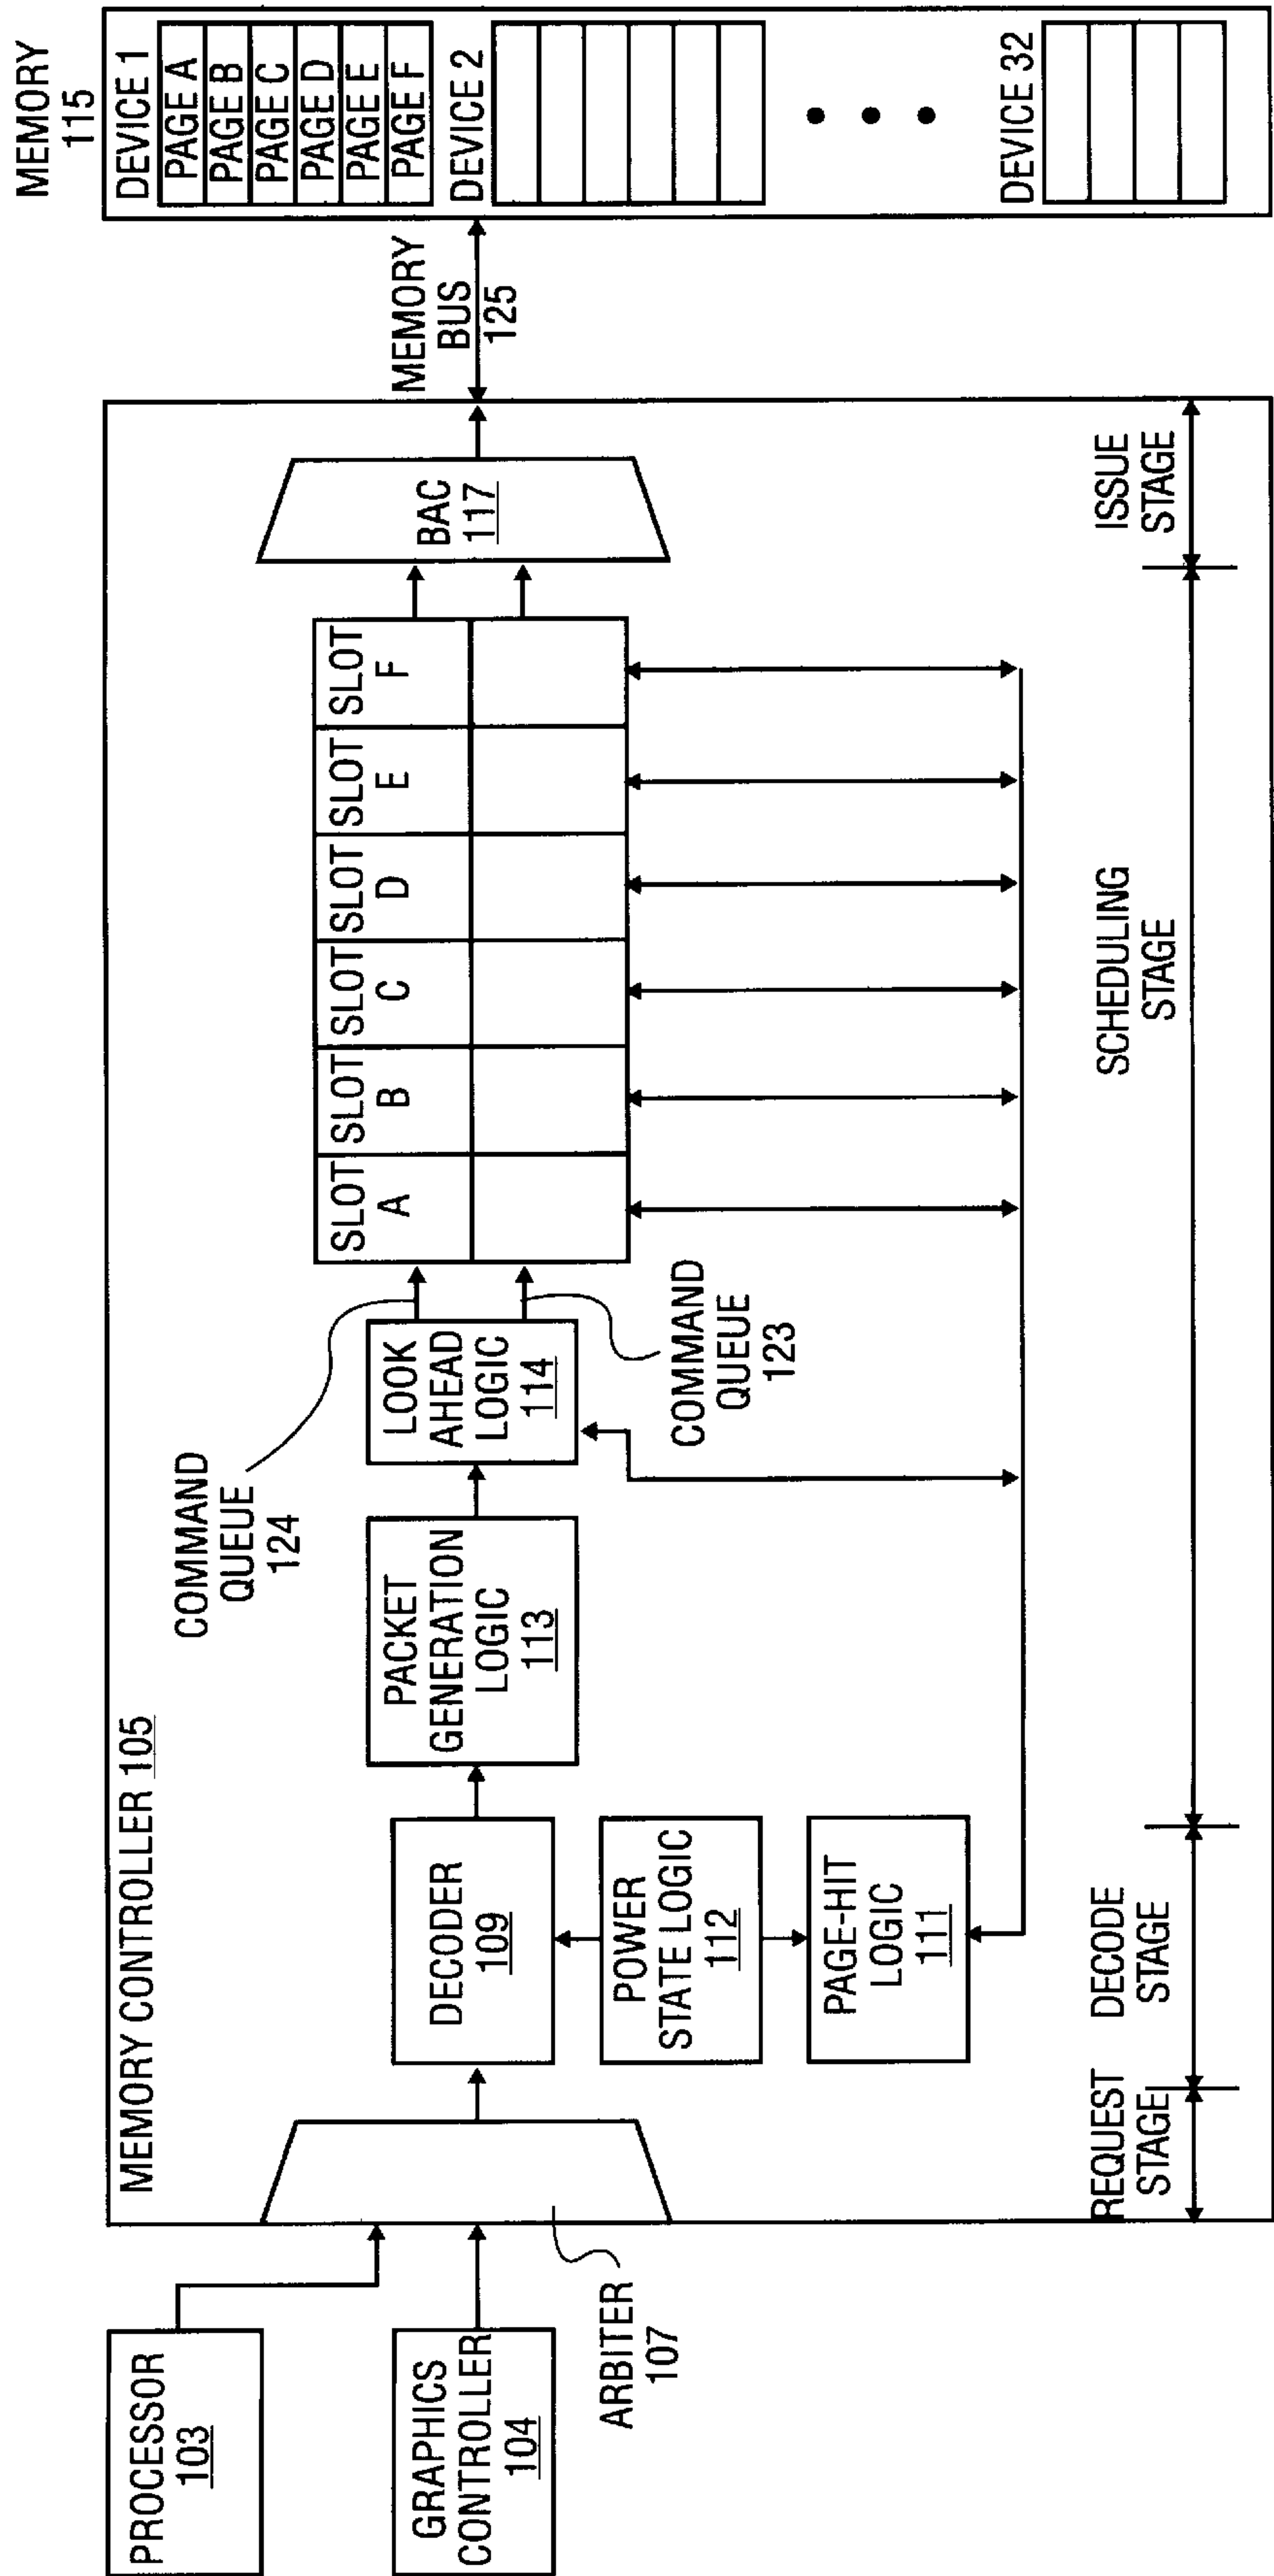 PROCESSOR
103
GRAPHICS
CONTROLLER
104
ARBITER
107
MEMORY CONTROLLER 105
DECODER
109
POWER
STATE LOGIC
112
PAGE-HIT
LOGIC
111
PACKET
GENERATION
LOGIC
113
COMMAND
QUEUE
124
LOOK
AHEAD
LOGIC
114
COMMAND
QUEUE
123
SLOT
A
SLOT
B
SLOT
C
SLOT
D
SLOT
E
SLOT
F
BAC
117
REQUEST
STAGE
DECODE
STAGE
SCHEDULING
STAGE
ISSUE
STAGE
MEMORY
BUS
125
MEMORY
115
DEVICE 1
PAGE A
PAGE B
PAGE C
PAGE D
PAGE E
PAGE F
DEVICE 2
DEVICE 32